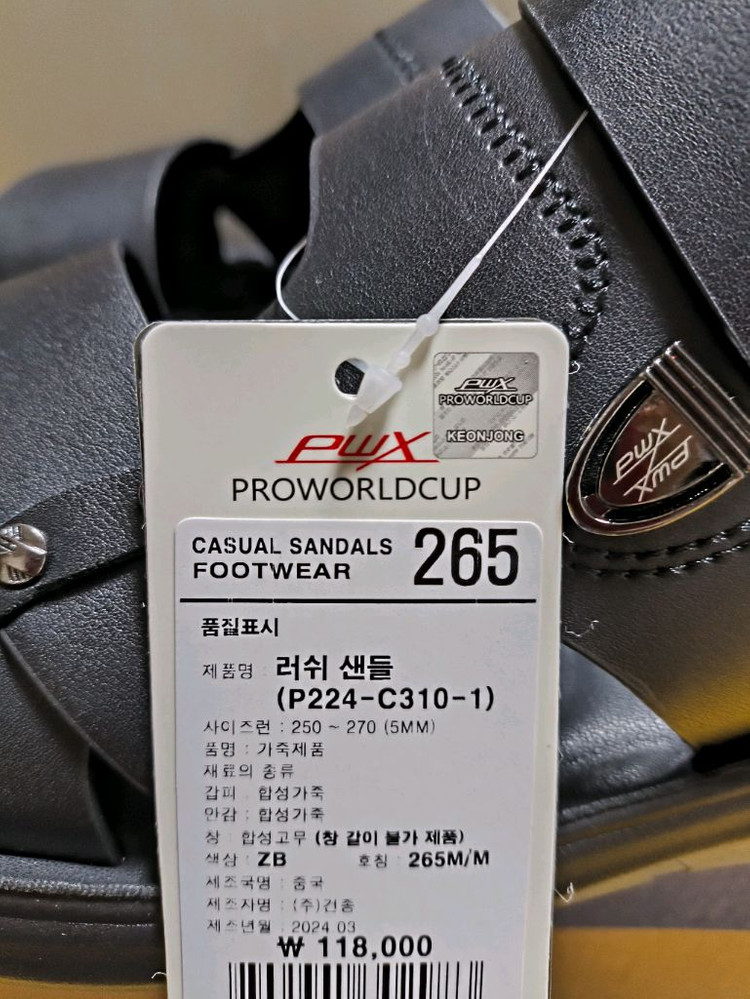 PWX
PROWORLDCUP
KEONJONG
PWX
PROWORLDCUP
PWX
PWX
CASUAL SANDALS
FOOTWEAR
265
품질표시
제품명 : 러쉬 샌들
(P224-C310-1)
사이즈런 : 250 ~ 270 (5MM)
품명 : 가죽제품
재료의 종류
갑피 : 합성가죽
안감 : 합성가죽
창 : 합성고무 (창 갈이 불가 제품)
색상 : ZB 호칭 : 265M/M
제조국명 : 중국
제조자명 : (주)건종
제조년월 : 2024 03
₩ 118,000